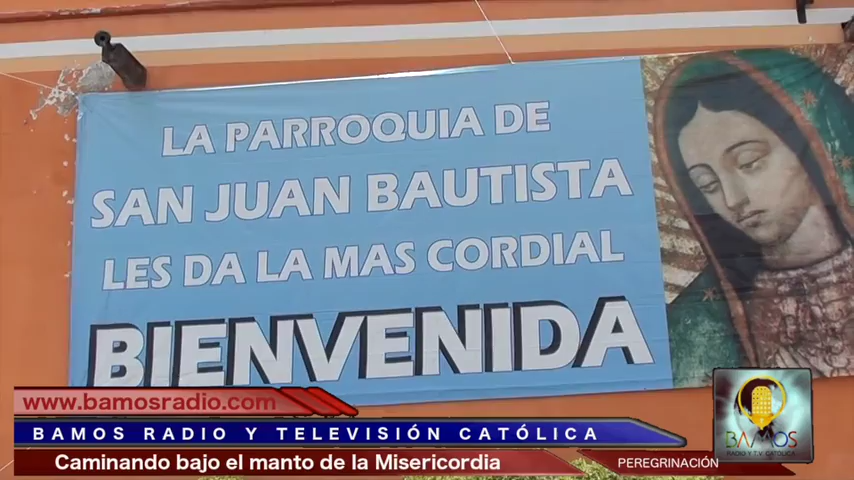 LA PARROQUIA DE
SAN JUAN BAUTISTA
LES DA LA MAS CORDIAL
BIENVENIDA
www.bamosradio.com
BAMOS RADIO Y TELEVISIÓN CATÓLICA
Caminando bajo el manto de la Misericordia
PEREGRINACIÓN
BAMOS
RADIO Y T.V. CATÓLICA